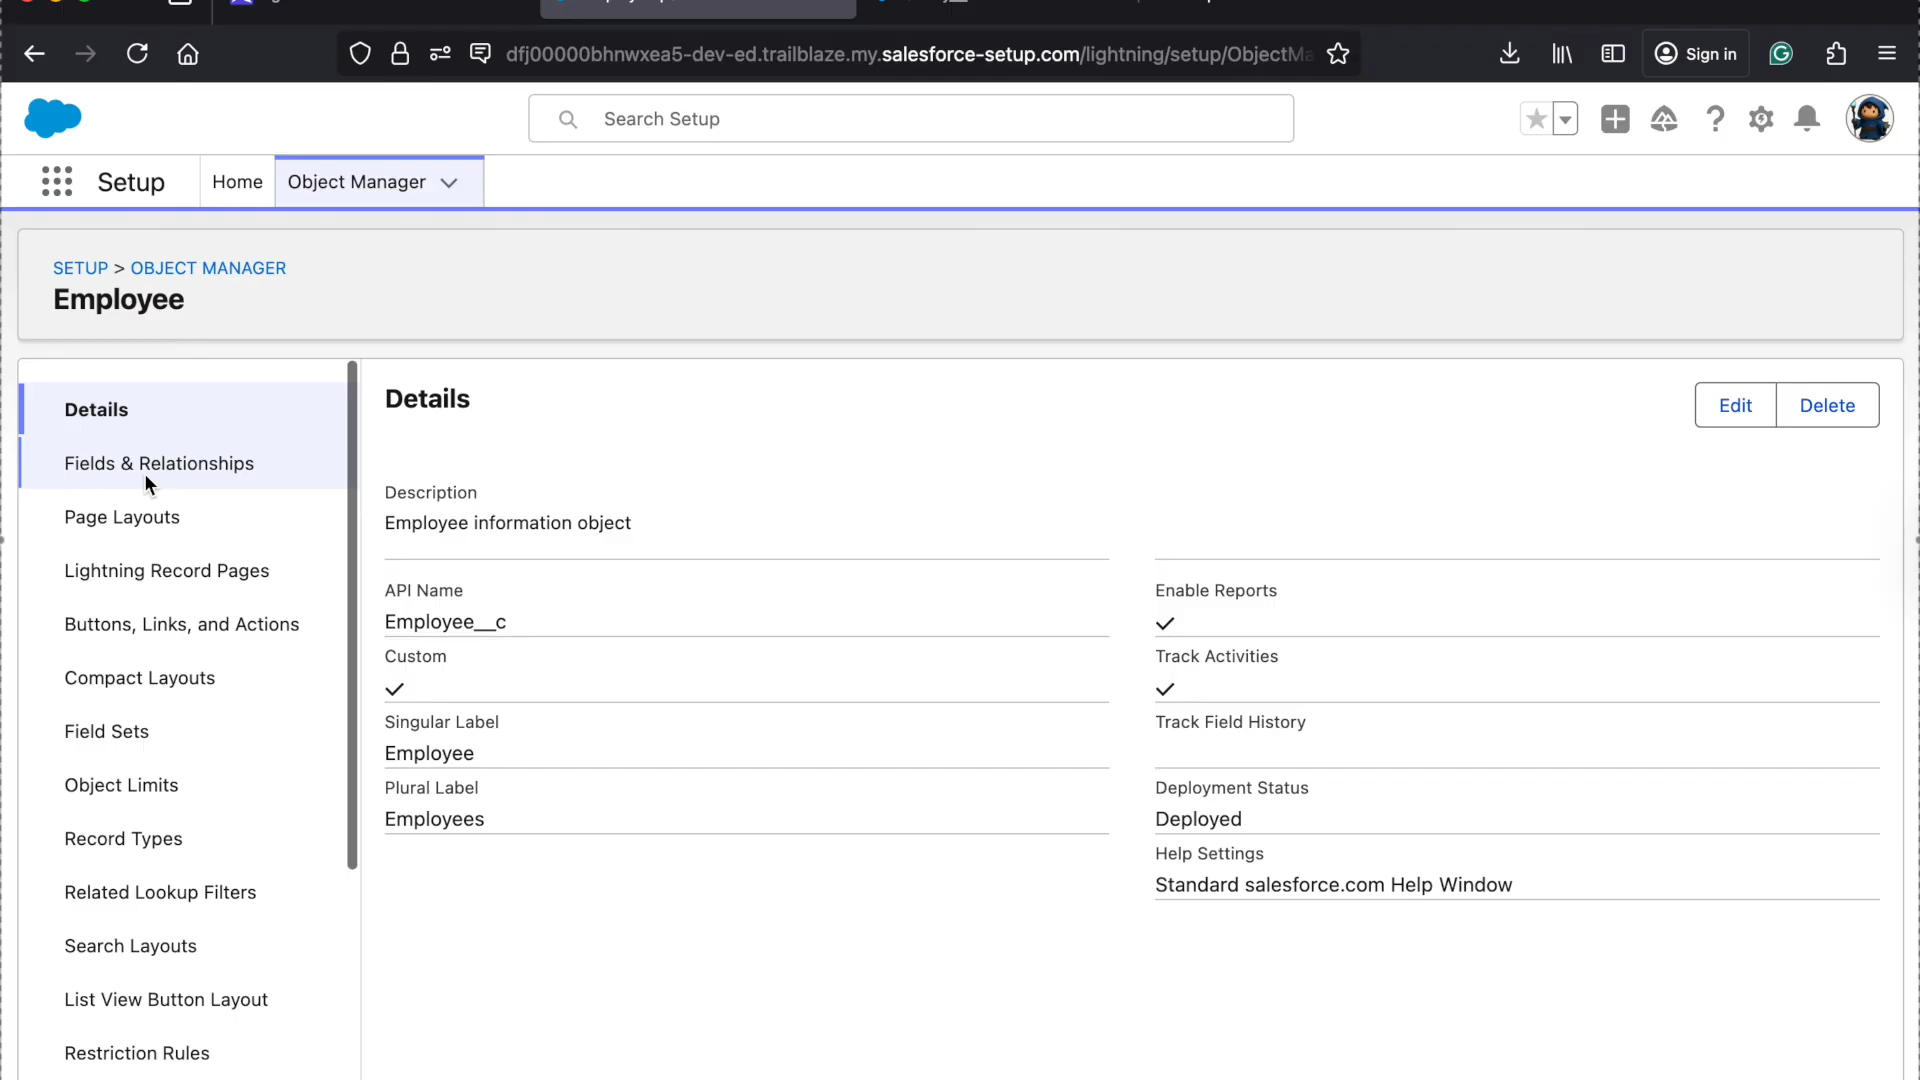 dfj00000bhnwxea5-dev-ed.trailblaze.my.salesforce-setup.com/lightning/setup/ObjectMa
Sign in
Search Setup
Setup
Home
Object Manager
SETUP > OBJECT MANAGER
Employee
Details
Fields & Relationships
Page Layouts
Lightning Record Pages
Buttons, Links, and Actions
Compact Layouts
Field Sets
Object Limits
Record Types
Related Lookup Filters
Search Layouts
List View Button Layout
Restriction Rules
Details
Edit
Delete
Description
Employee information object
API Name
Employee__c
Custom
Singular Label
Employee
Plural Label
Employees
Enable Reports
Track Activities
Track Field History
Deployment Status
Deployed
Help Settings
Standard salesforce.com Help Window